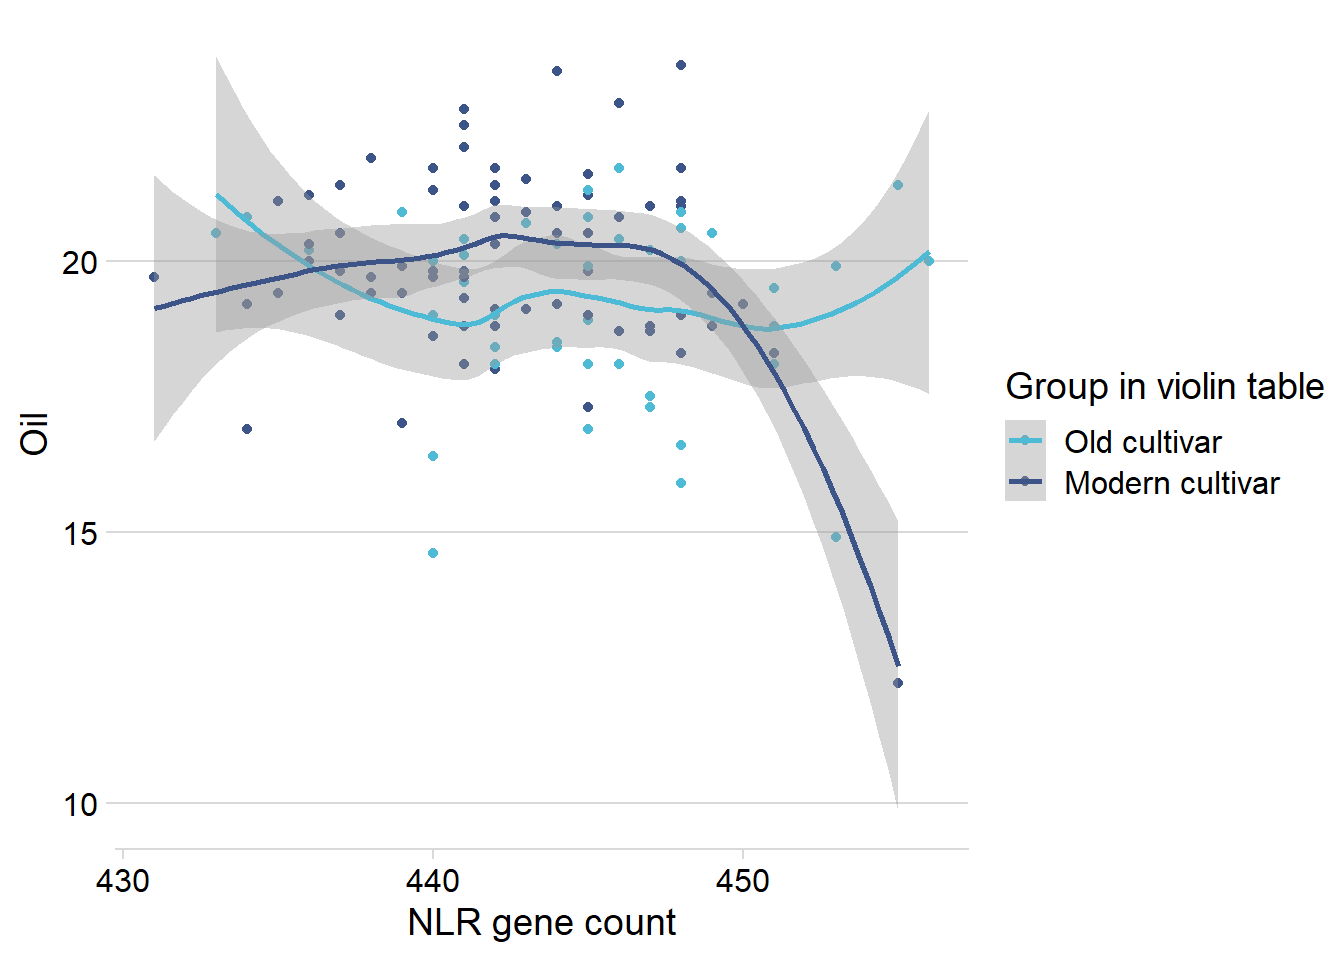 20
15
10
Oil
430
440
450
NLR gene count
Group in violin table
Old cultivar
Modern cultivar